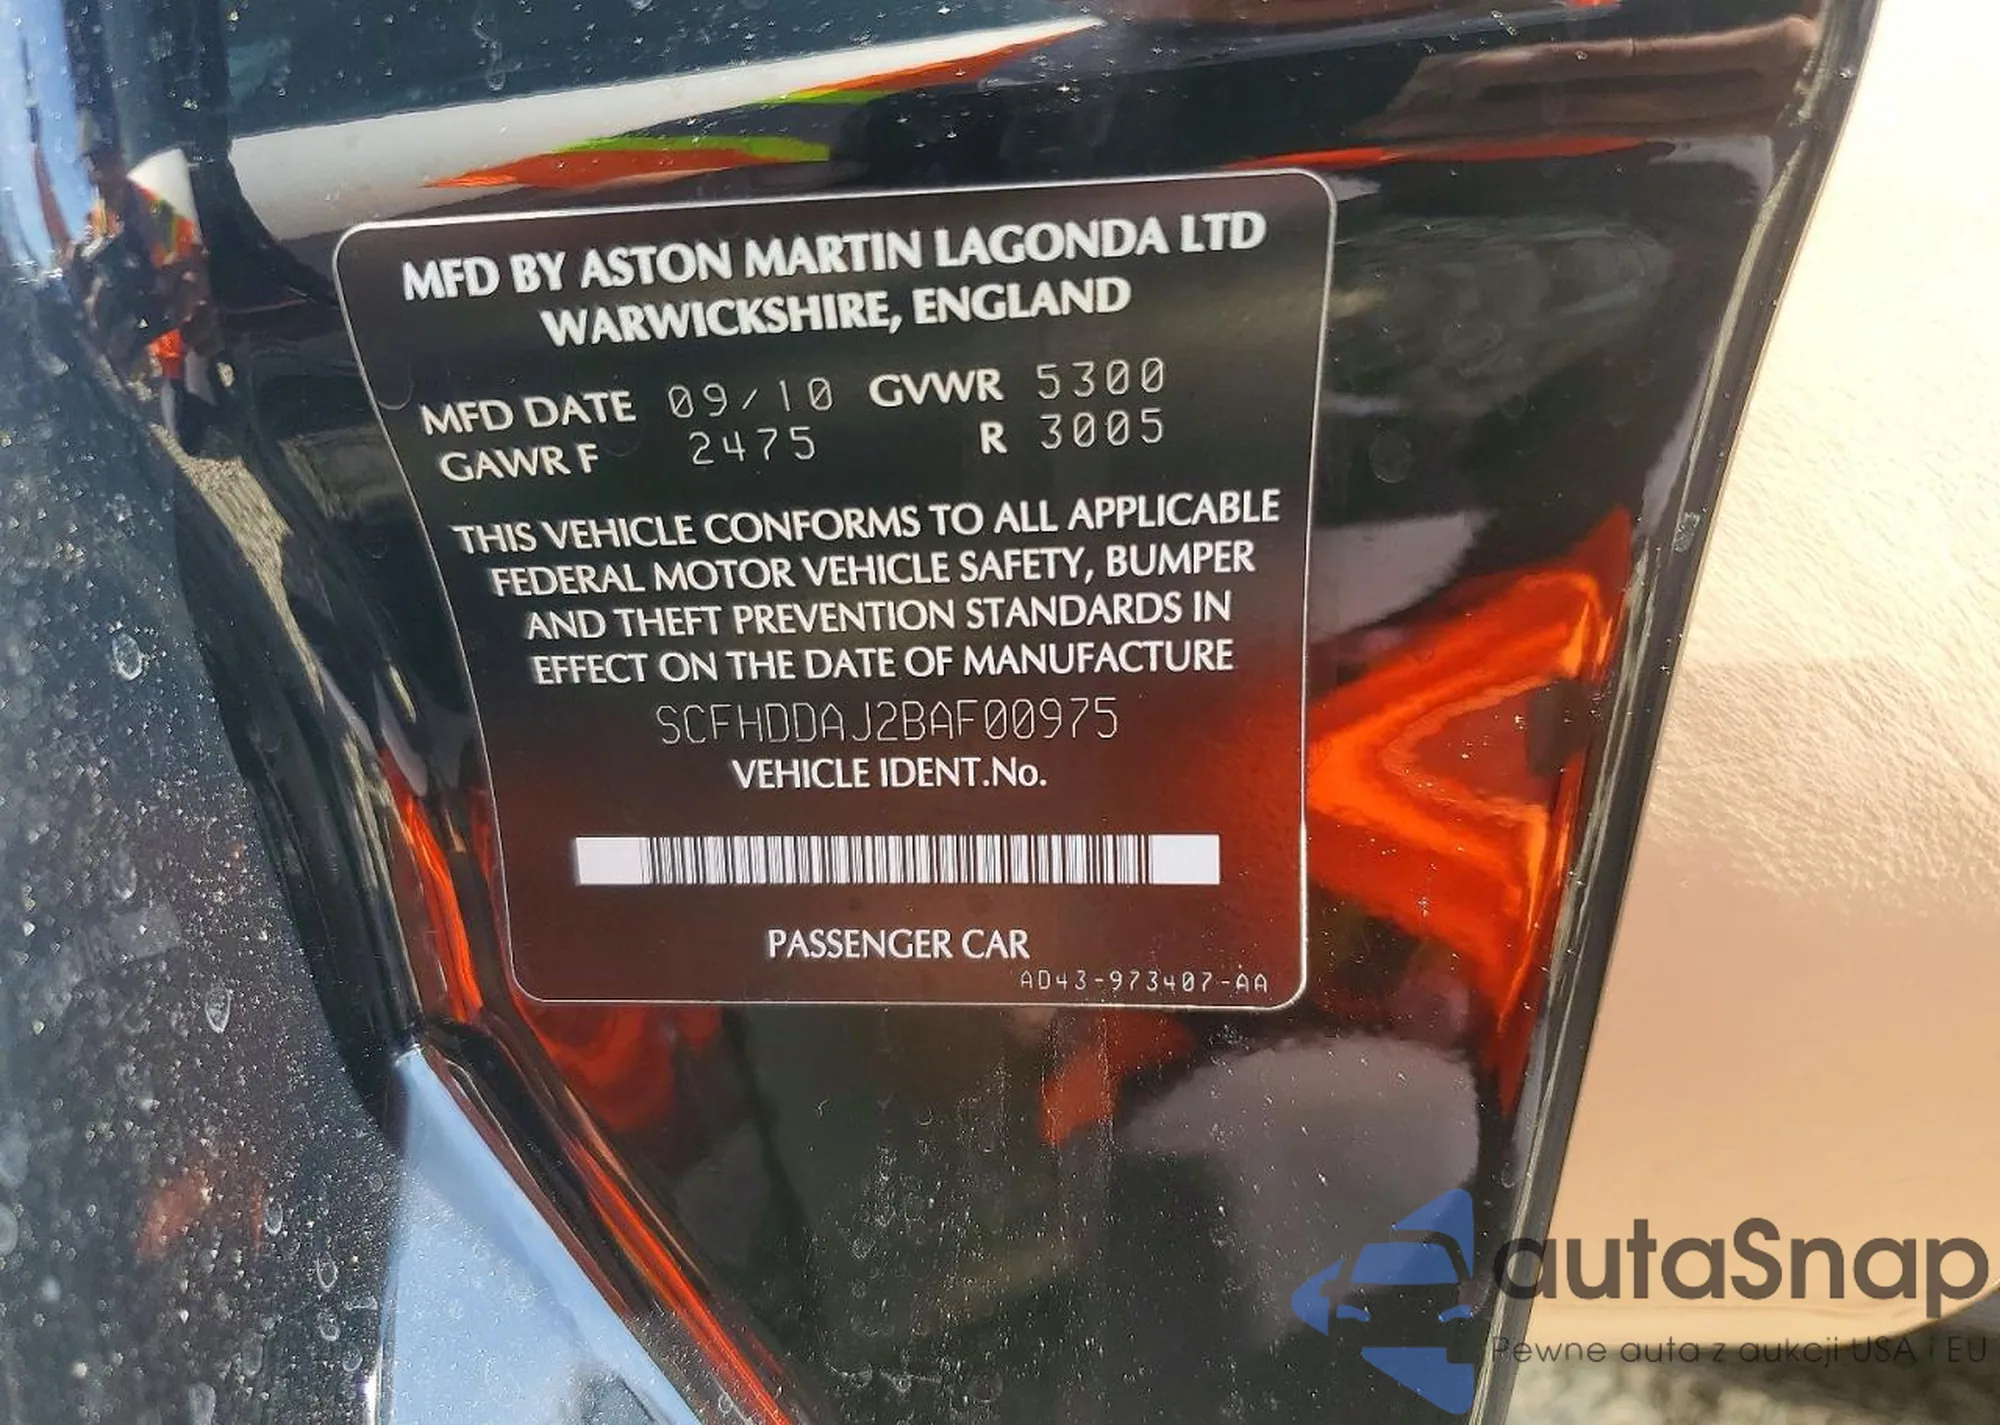 MFD BY ASTON MARTIN LAGONDA LTD
WARWICKSHIRE, ENGLAND
MFD DATE 09/10 GVWR 5300
GAWR F 2475 R 3005
THIS VEHICLE CONFORMS TO ALL APPLICABLE
FEDERAL MOTOR VEHICLE SAFETY, BUMPER
AND THEFT PREVENTION STANDARDS IN
EFFECT ON THE DATE OF MANUFACTURE
SCFHDDAJ2BAF00975
VEHICLE IDENT.No.
PASSENGER CAR
AD43-973407-AA
autaSnap
Pewne auta z aukcji USA i EU